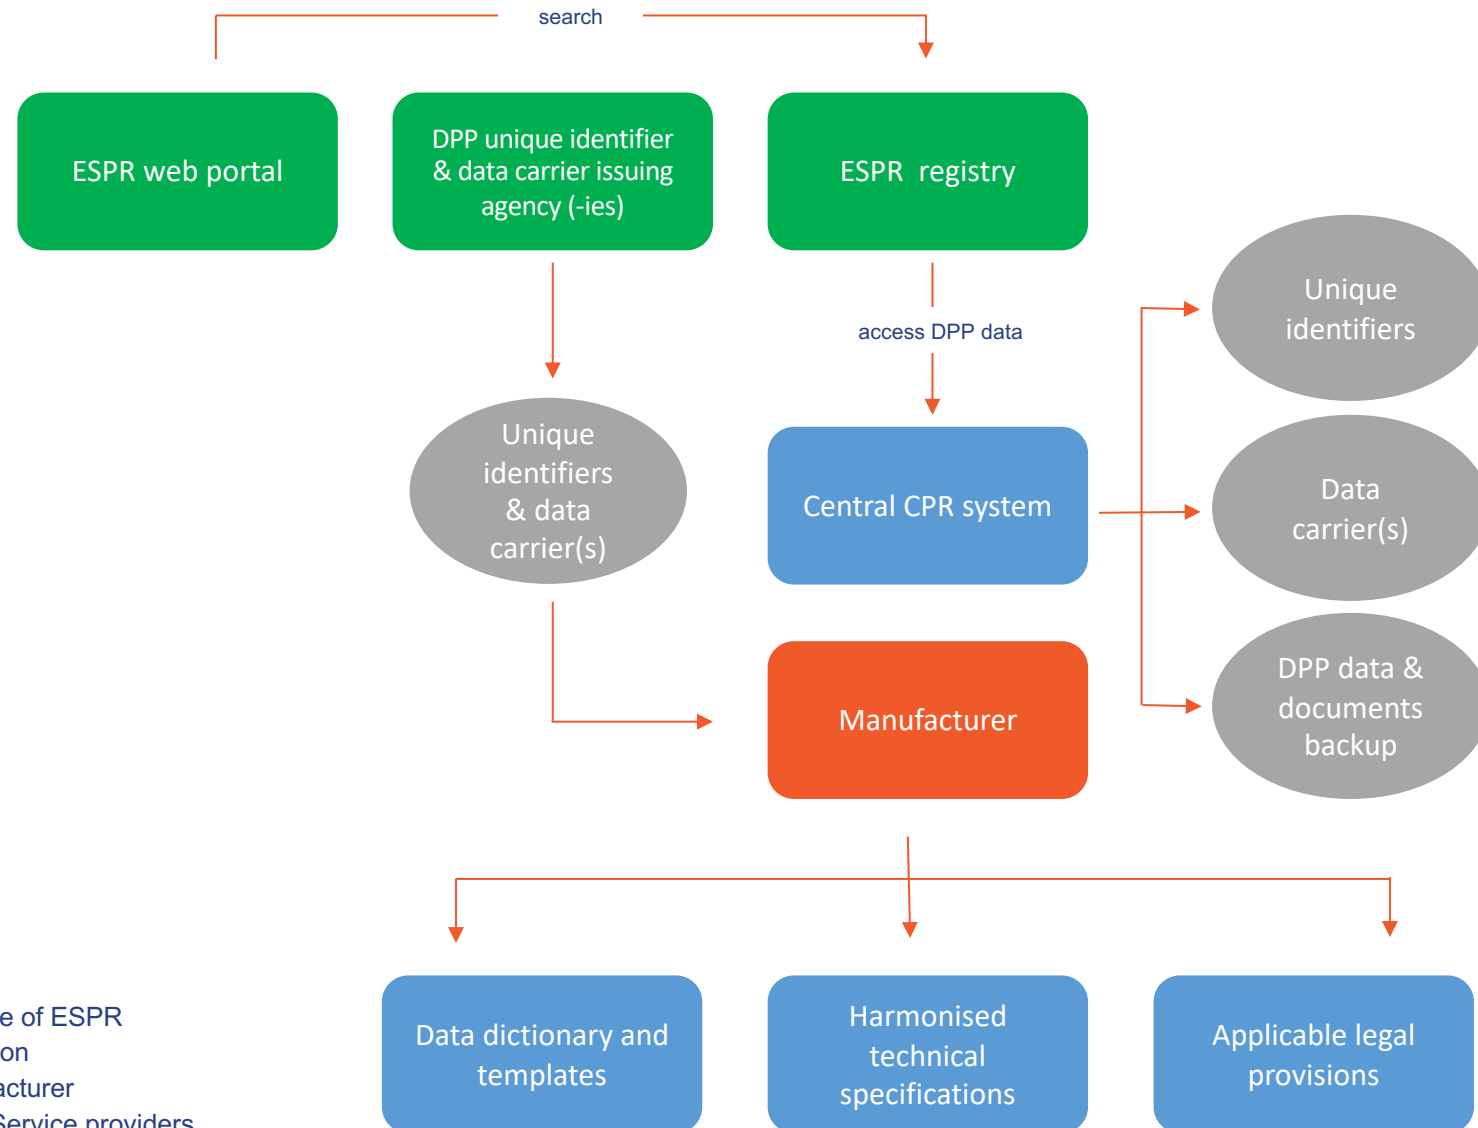 search
ESPR web portal
DPP unique identifier
& data carrier issuing
agency (-ies)
ESPR registry
Unique
identifiers
access DPP data
Unique
identifiers
& data
carrier(s)
Central CPR system
Data
carrier(s)
Manufacturer
DPP data &
documents
backup
e of ESPR
on
acturer
Service providers
Data dictionary and
templates
Harmonised
technical
specifications
Applicable legal
provisions